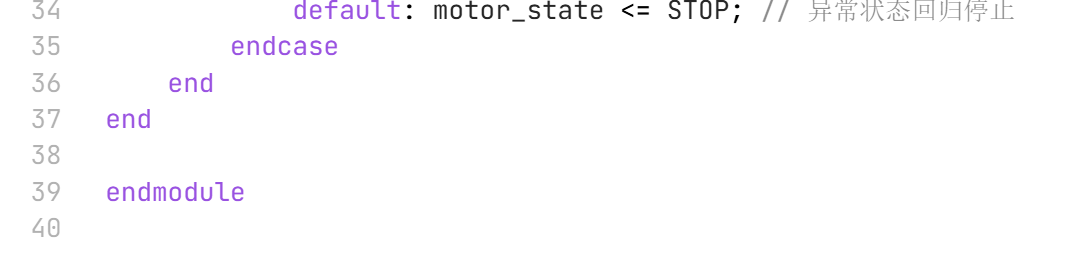 34 default: motor_state <= STOP; // 异常状态回归停止
35 endcase
36 end
37 end
38
39 endmodule
40